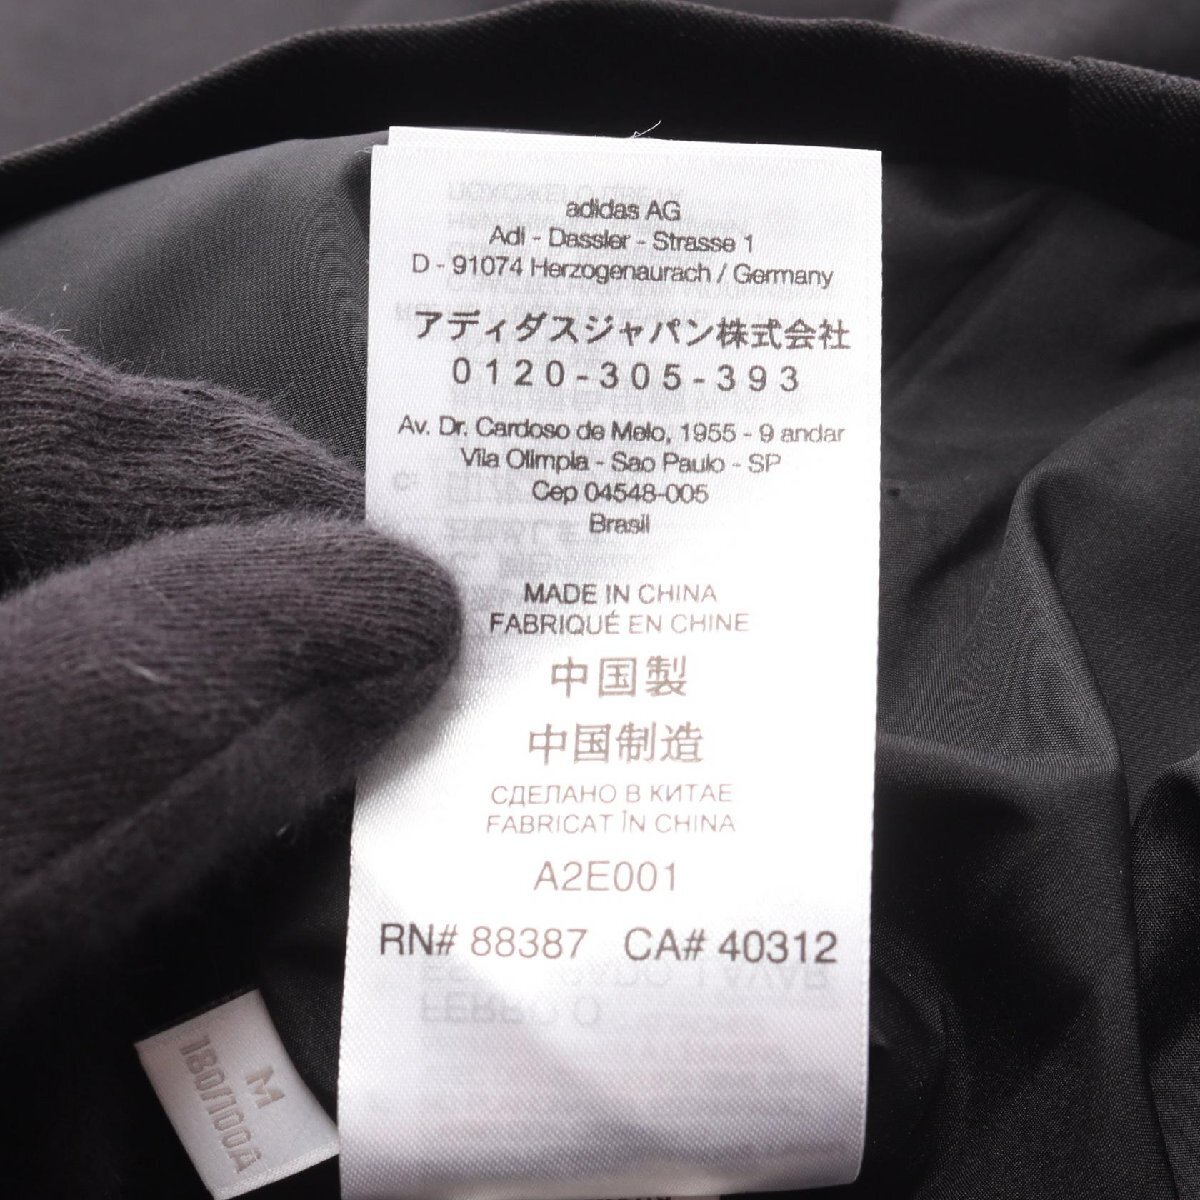 adidas AG
Adi - Dassler - Strasse 1
D - 91074 Herzogenaurach / Germany
アディダスジャパン株式会社
0120-305-393
Av. Dr. Cardoso de Melo, 1955 - 9 andar
Vila Olimpia - Sao Paulo - SP
Cep 04548-005
Brasil
MADE IN CHINA
FABRIQUÉ EN CHINE
中国製
中国制造
СДЕЛАНО В КИТАЕ
FABRICAT ÎN CHINA
A2E001
RN# 88387 CA# 40312
M
180/100A